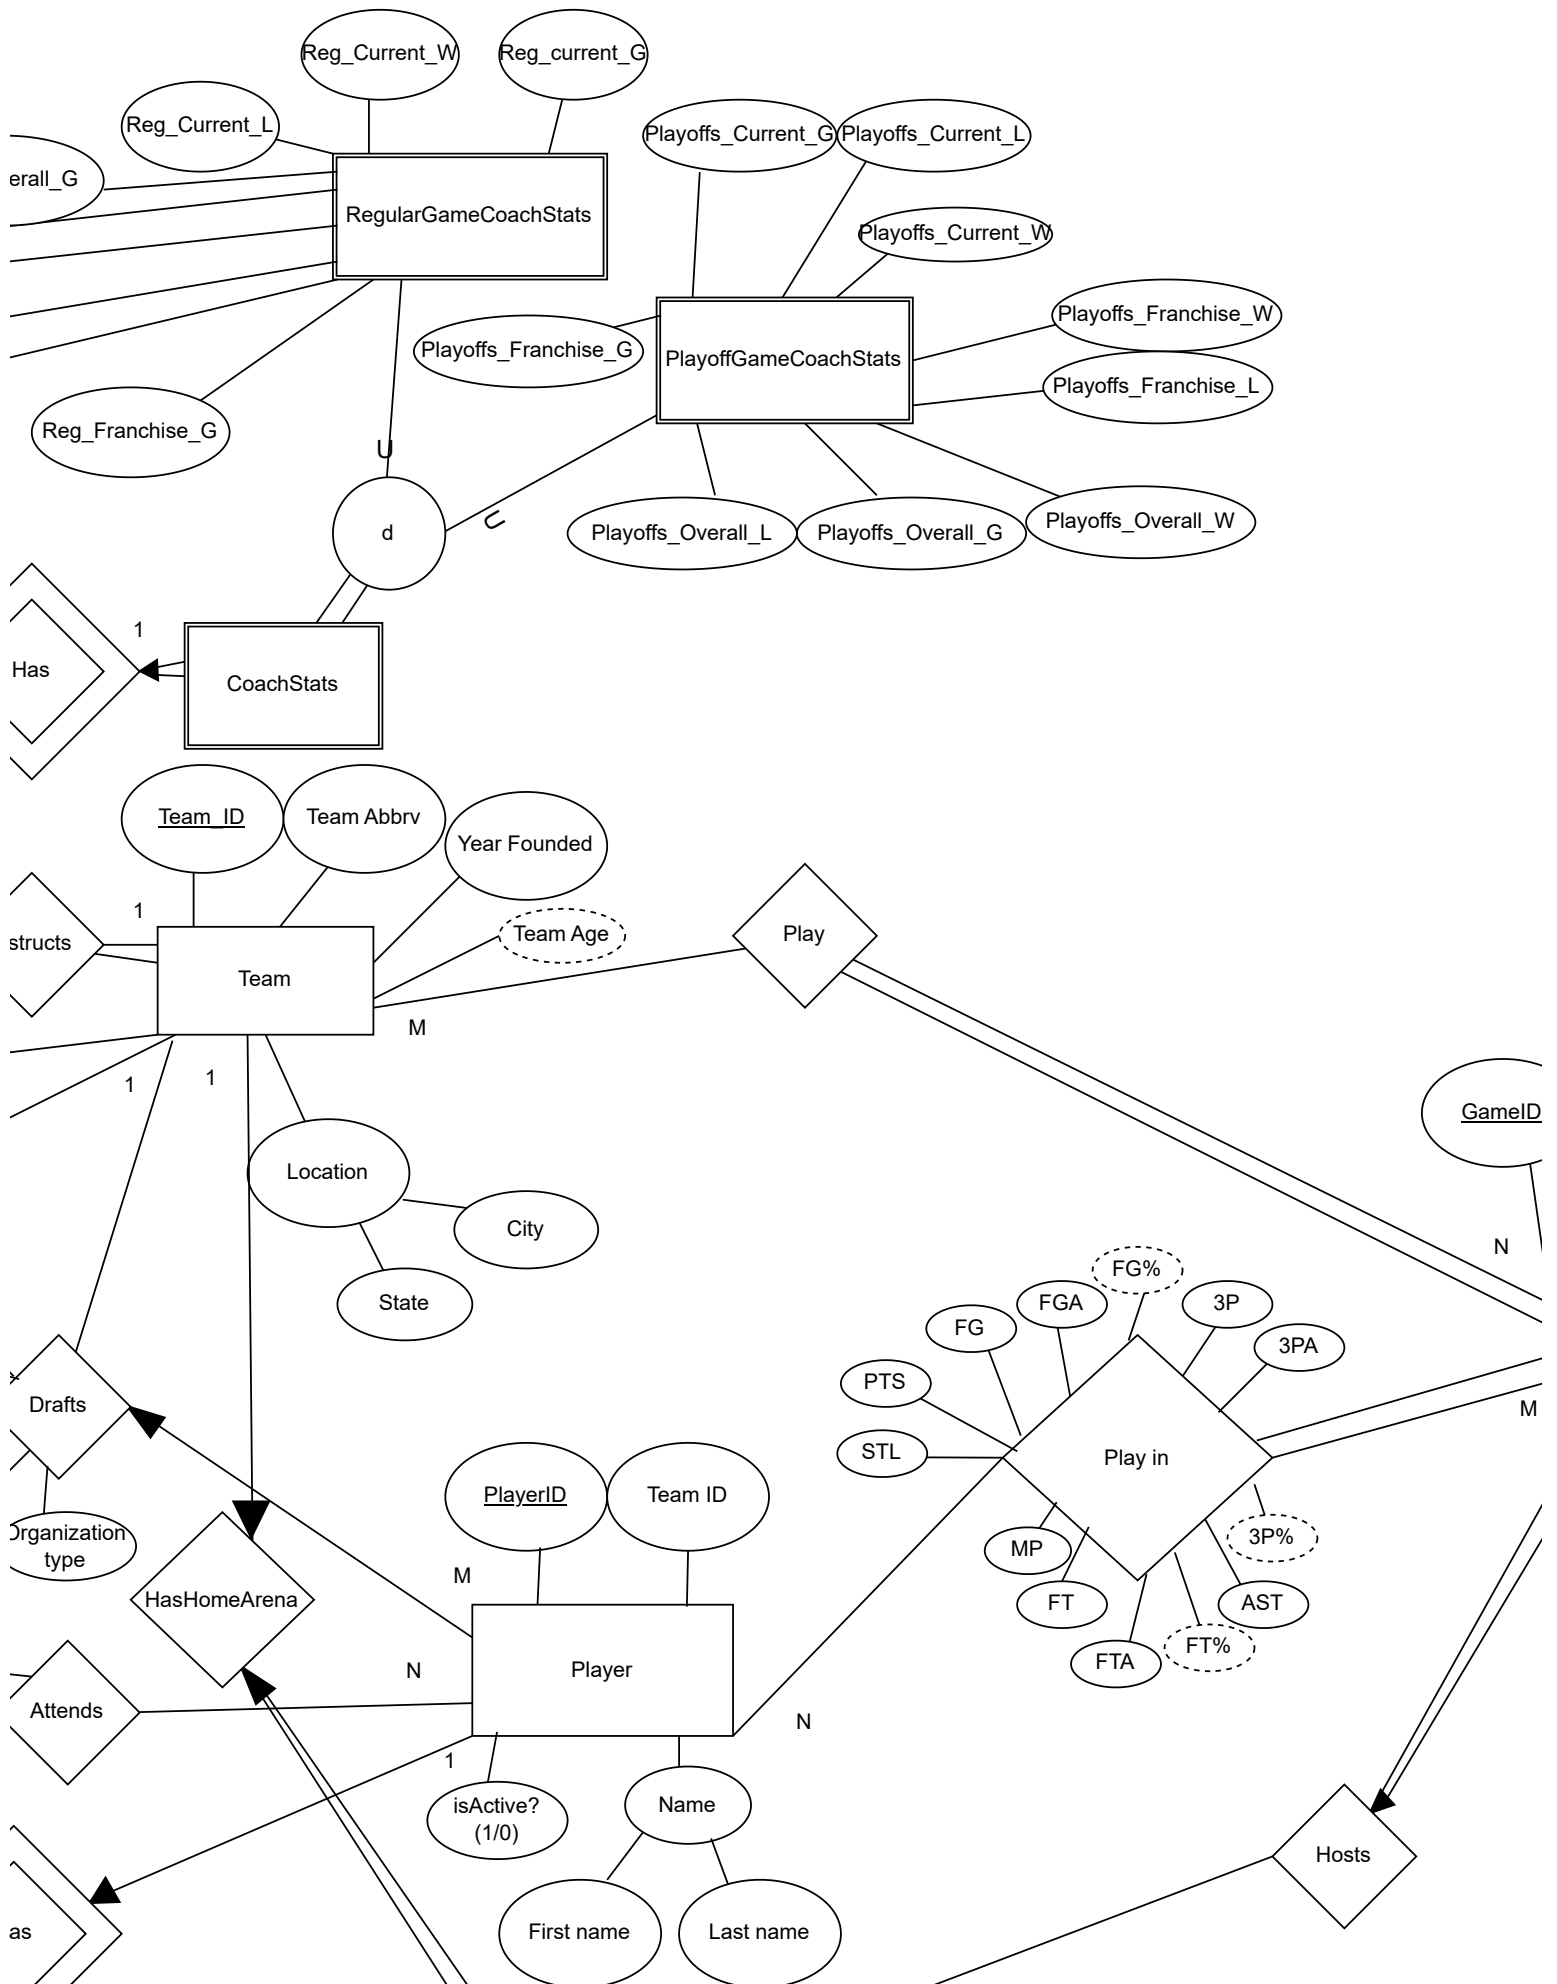 Reg_Current_W
Reg_current_G
Reg_Current_L
Playoffs_Current_G
Playoffs_Current_L
erall_G
RegularGameCoachStats
Playoffs_Current_W
Playoffs_Franchise_W
Playoffs_Franchise_G
PlayoffGameCoachStats
Playoffs_Franchise_L
Reg_Franchise_G
U
U
d
Playoffs_Overall_L
Playoffs_Overall_G
Playoffs_Overall_W
1
Has
CoachStats
Team_ID
Team Abbrv
Year Founded
1
structs
Team
Team Age
Play
M
1
1
GameID
Location
City
State
N
FG%
FGA
3P
FG
3PA
PTS
Drafts
M
STL
Play in
PlayerID
Team ID
Organization
type
MP
3P%
M
HasHomeArena
FT
AST
FTA
FT%
Player
N
Attends
N
1
isActive?
(1/0)
Name
Hosts
as
First name
Last name